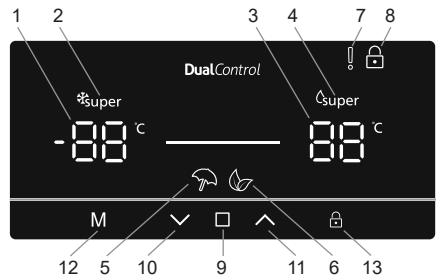 1 2 3 4 7 8
DualControl
super super
-88 °C 88 °C
M
12 5 10 9 11 6 13